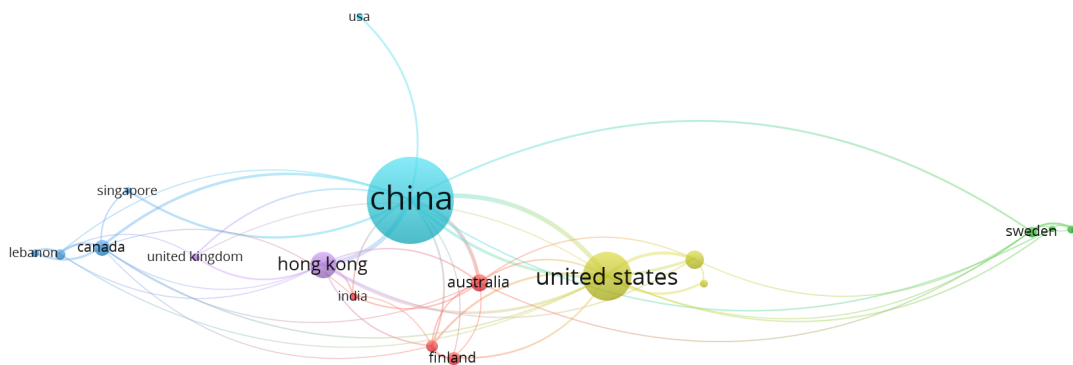 usa
china
singapore
lebanon
canada
united kingdom
hong kong
india
australia
united states
finland
sweden